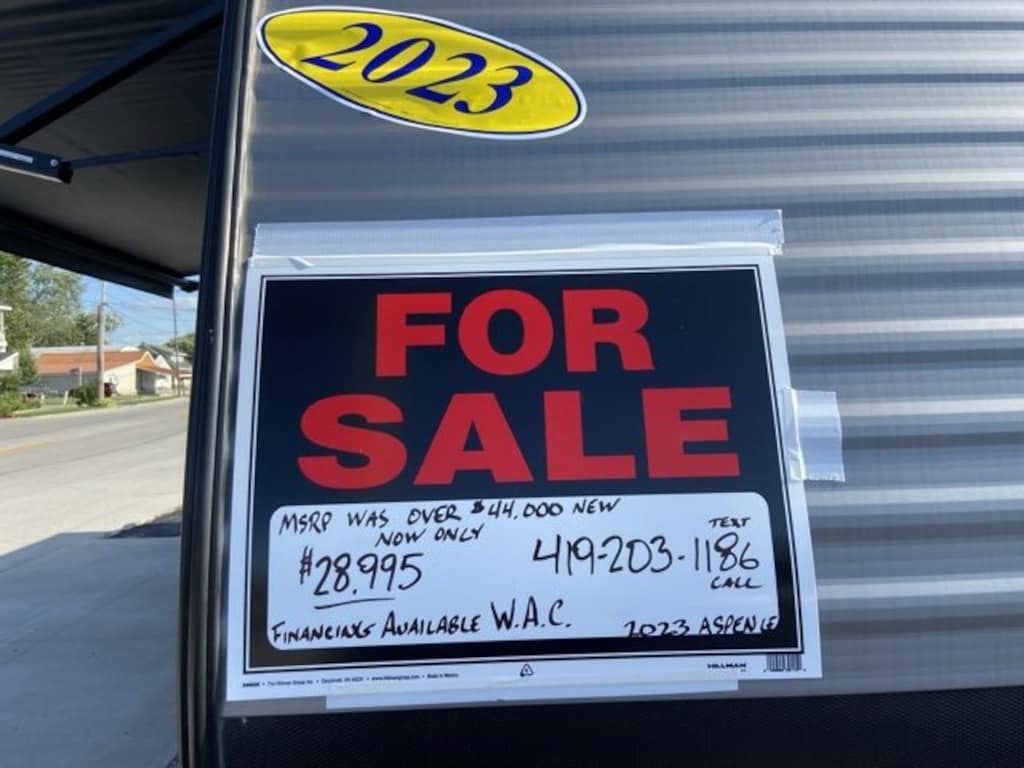 2023
FOR
SALE
MSRP WAS OVER $44,000 NEW
NOW ONLY
$28,995
TEXT
419-203-1186
CALL
FINANCING AVAILABLE W.A.C.
2023 ASPEN LE
HILLMAN